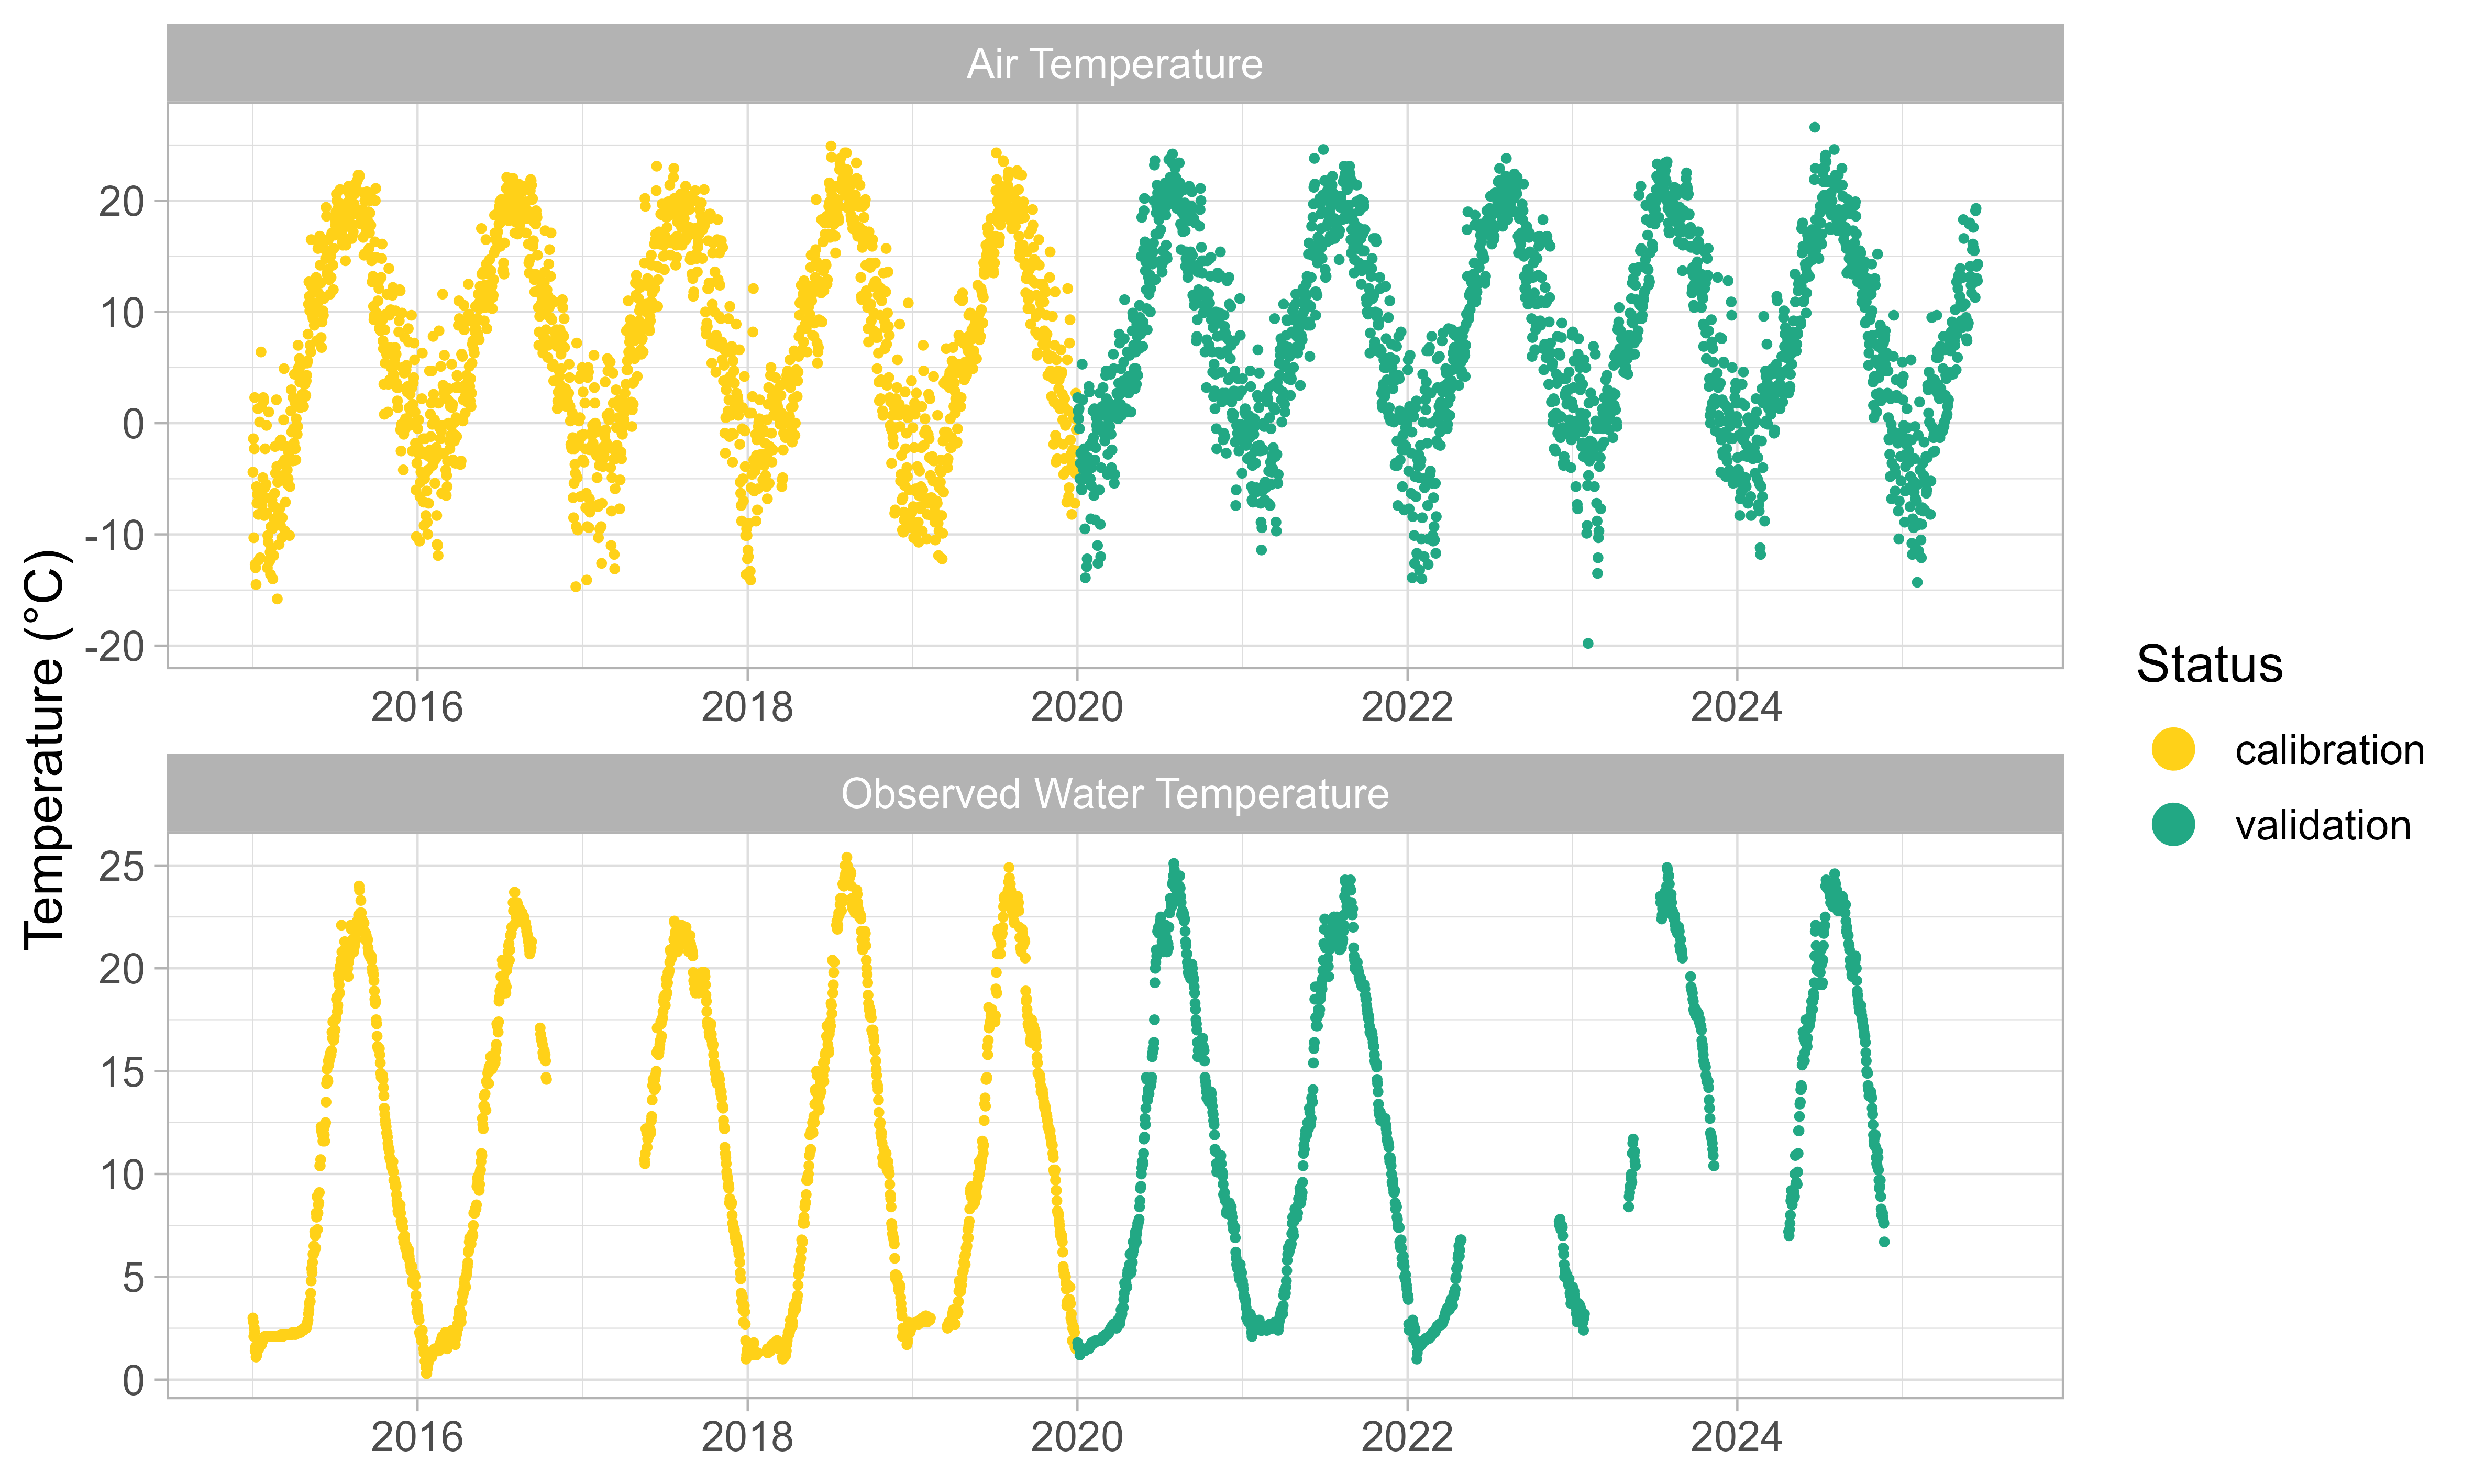 Air Temperature
20
10
0
-10
-20
2016 2018 2020 2022 2024
Temperature (°C)
Observed Water Temperature
25
20
15
10
5
0
2016 2018 2020 2022 2024
Status
calibration
validation